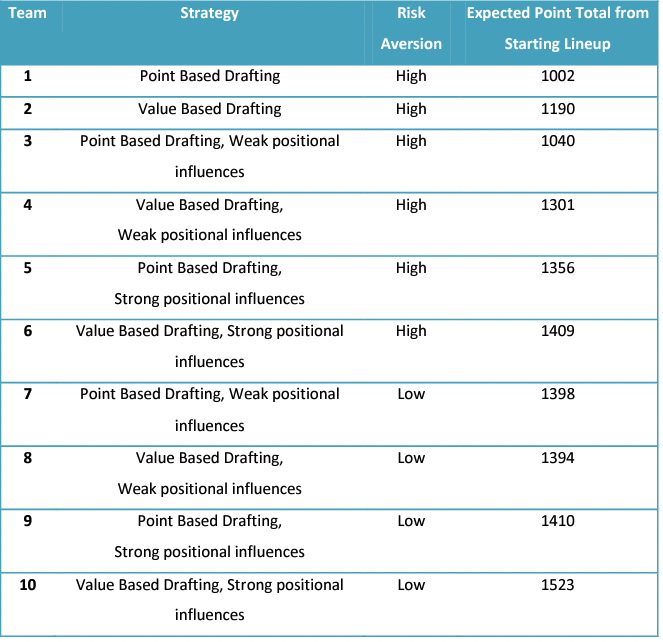 Team Strategy Risk Aversion Expected Point Total from Starting Lineup
1 Point Based Drafting High 1002
2 Value Based Drafting High 1190
3 Point Based Drafting, Weak positional High 1040
influences
4 Value Based Drafting, High 1301
Weak positional influences
5 Point Based Drafting, High 1356
Strong positional influences
6 Value Based Drafting, Strong positional High 1409
influences
7 Point Based Drafting, Weak positional Low 1398
influences
8 Value Based Drafting, Low 1394
Weak positional influences
9 Point Based Drafting, Low 1410
Strong positional influences
10 Value Based Drafting, Strong positional Low 1523
influences